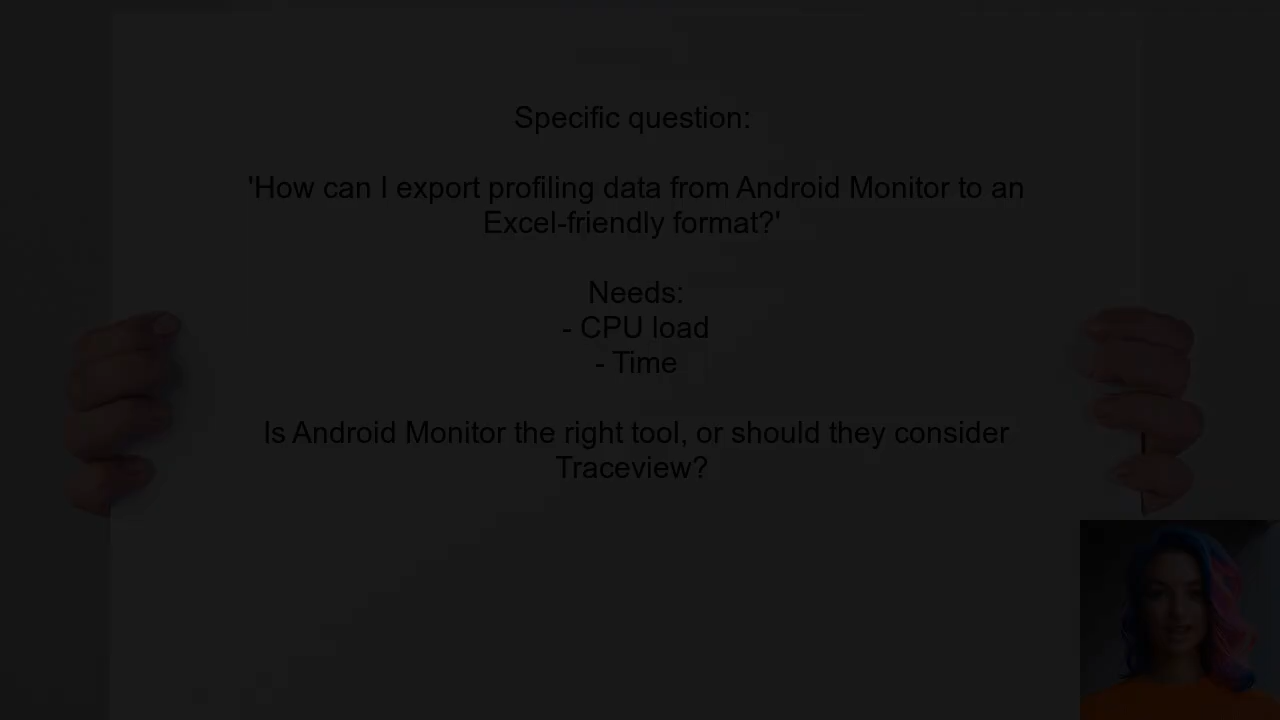 Specific question:
'How can I export profiling data from Android Monitor to an
Excel-friendly format?'
Needs:
- CPU load
- Time
Is Android Monitor the right tool, or should they consider
Traceview?